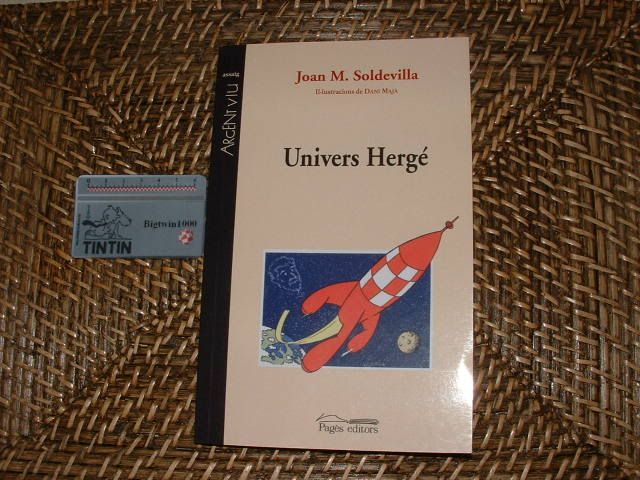 assaig
ARGENT VIU
Joan M. Soldevilla
Il·lustracions de DANI MAJA
Univers Hergé
Pagès editors
Bigtwin1000
TINTIN